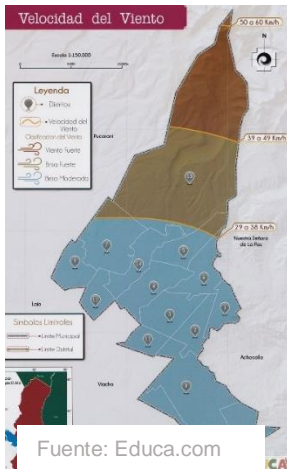 Velocidad del Viento
50 a 60 Km/h
N
Escala 1:150.000
Leyenda
Distritos
Velocidad del
Viento
Clasificación del Viento
Viento Fuerte
Brisa Fuerte
Brisa Moderada
Pucarani
39 a 49 Km/h
29 a 38 Km/h
Nuestra Señora
de La Paz
Laja
Símbolos Limítrofes
Límite Municipal
Límite Distrital
Achocalla
Viacha
Fuente: Educa.com
CA